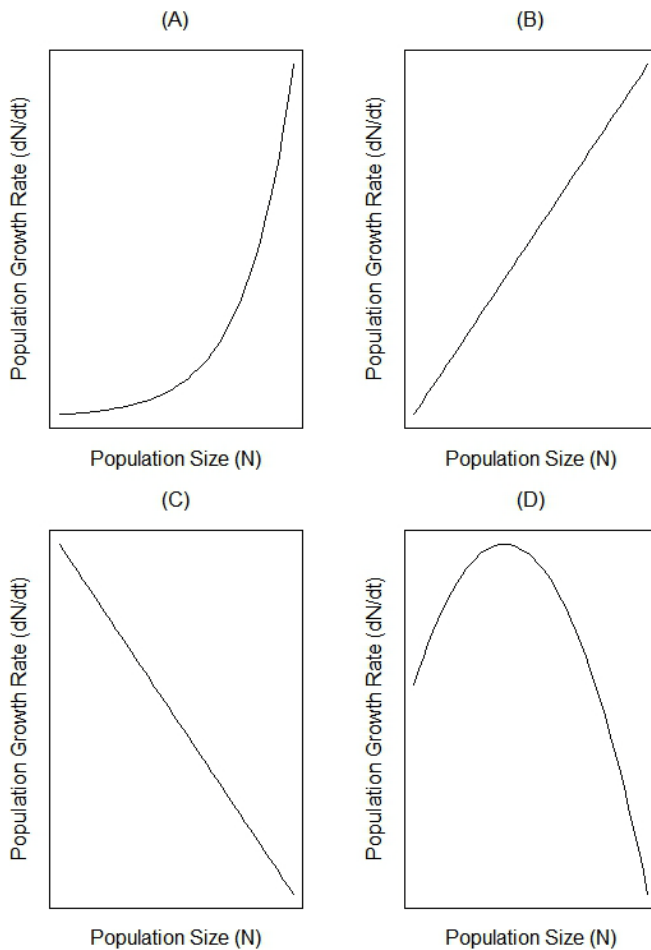 (A)
Population Growth Rate (dN/dt)
Population Size (N)
(B)
Population Growth Rate (dN/dt)
Population Size (N)
(C)
Population Growth Rate (dN/dt)
Population Size (N)
(D)
Population Growth Rate (dN/dt)
Population Size (N)